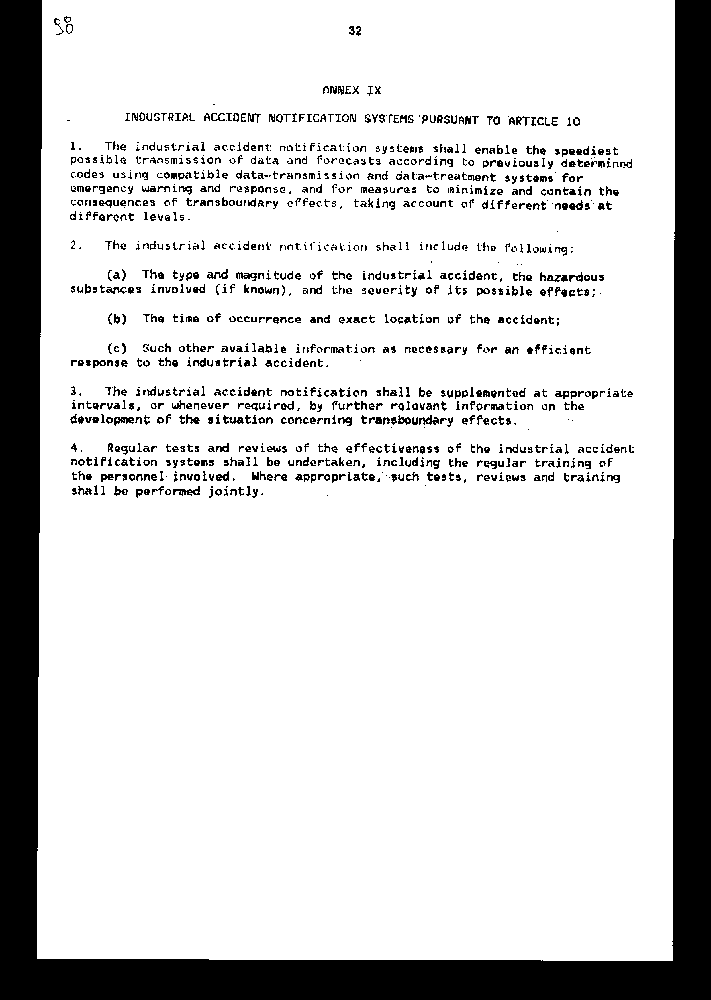 98
32
ANNEX IX
INDUSTRIAL ACCIDENT NOTIFICATION SYSTEMS PURSUANT TO ARTICLE 10
1. The industrial accident notification systems shall enable the speediest
possible transmission of data and forecasts according to previously determined
codes using compatible data-transmission and data-treatment systems for
emergency warning and response, and for measures to minimize and contain the
consequences of transboundary effects, taking account of different needs at
different levels.
2. The industrial accident notification shall include the following:
(a) The type and magnitude of the industrial accident, the hazardous
substances involved (if known), and the severity of its possible effects;
(b) The time of occurrence and exact location of the accident;
(c) Such other available information as necessary for an efficient
response to the industrial accident.
3. The industrial accident notification shall be supplemented at appropriate
intervals, or whenever required, by further relevant information on the
development of the situation concerning transboundary effects.
4. Regular tests and reviews of the effectiveness of the industrial accident
notification systems shall be undertaken, including the regular training of
the personnel involved. Where appropriate, such tests, reviews and training
shall be performed jointly.